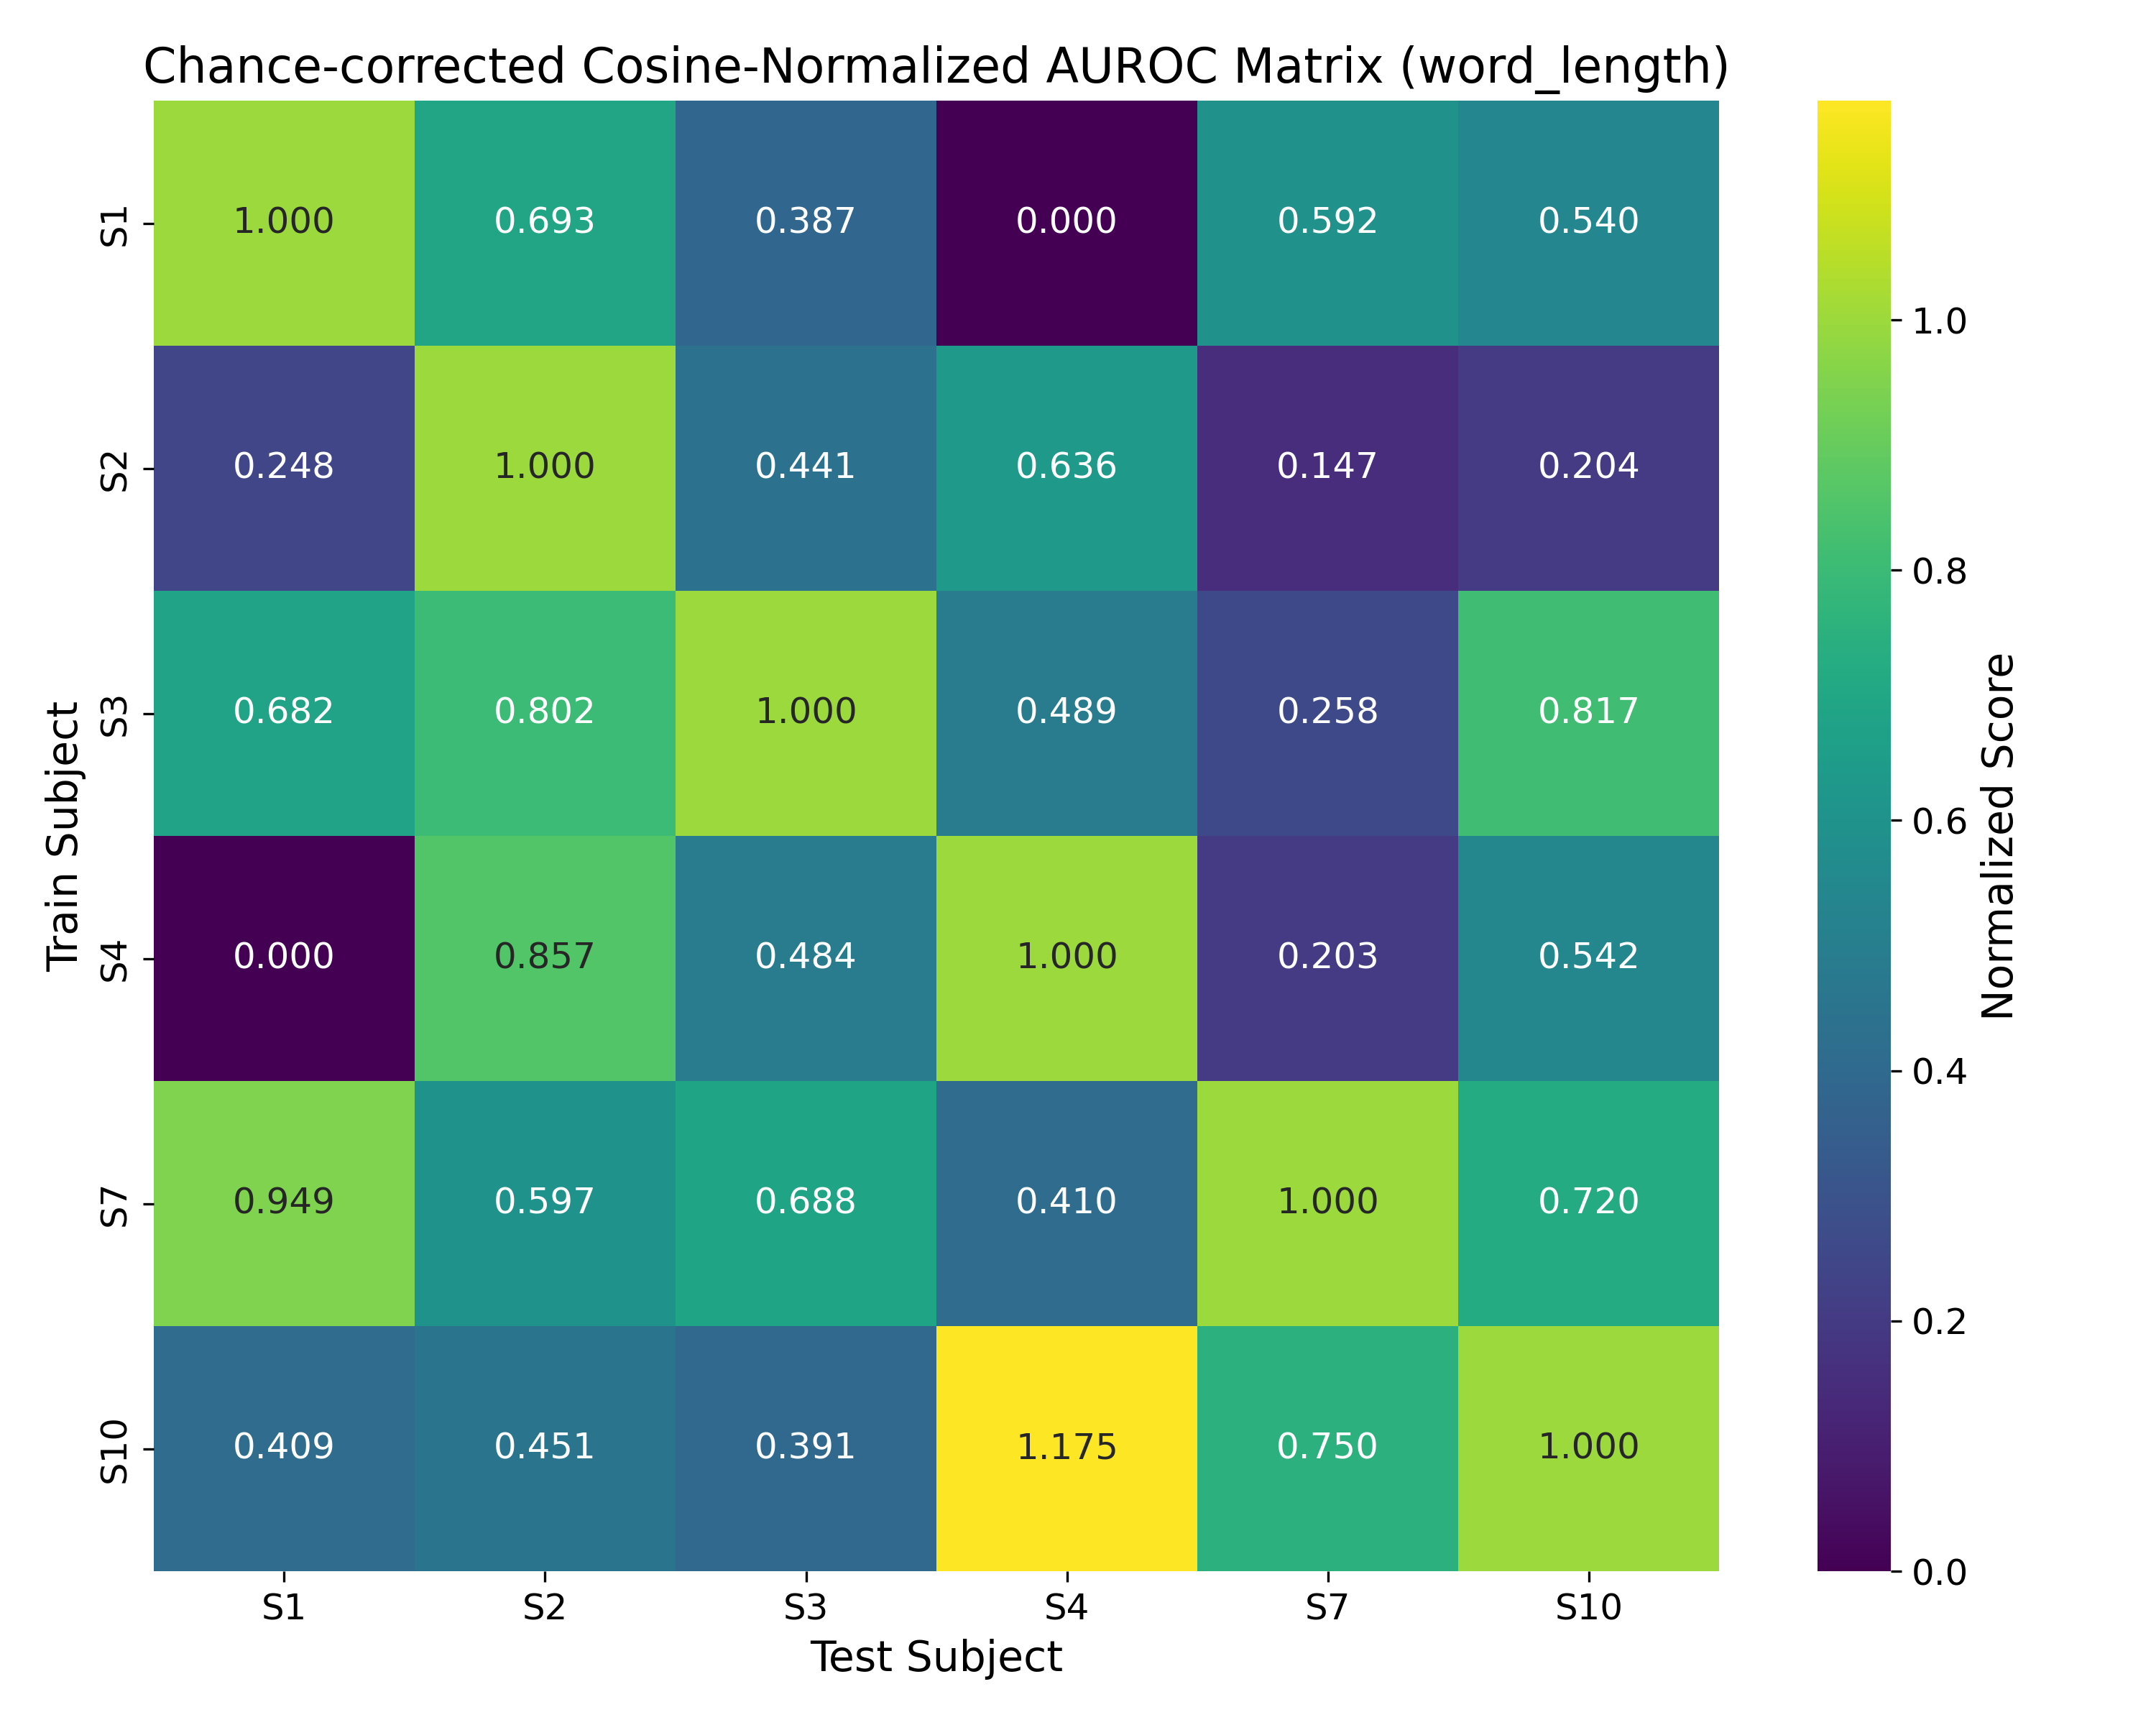 Chance-corrected Cosine-Normalized AUROC Matrix (word_length)
Train Subject
S1 1.000 0.693 0.387 0.000 0.592 0.540
S2 0.248 1.000 0.441 0.636 0.147 0.204
S3 0.682 0.802 1.000 0.489 0.258 0.817
S4 0.000 0.857 0.484 1.000 0.203 0.542
S7 0.949 0.597 0.688 0.410 1.000 0.720
S10 0.409 0.451 0.391 1.175 0.750 1.000
S1 S2 S3 S4 S7 S10
Test Subject
1.0
0.8
0.6
0.4
0.2
0.0
Normalized Score